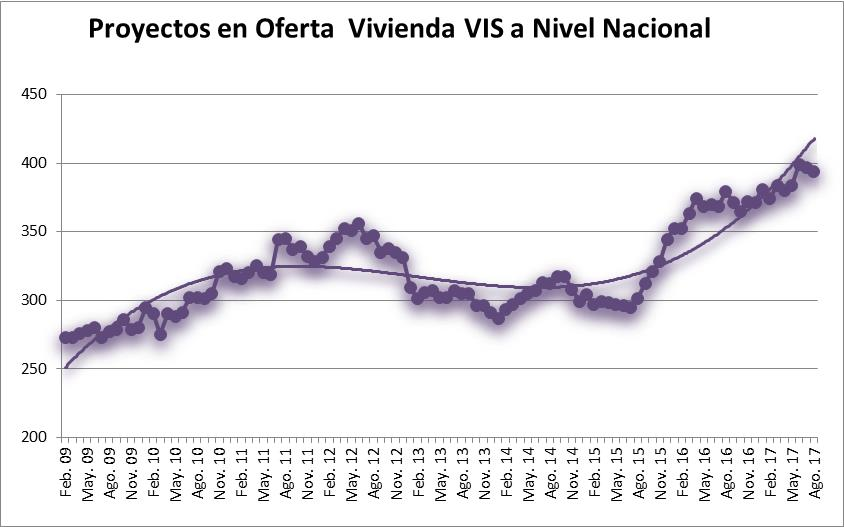 Proyectos en Oferta  Vivienda VIS a Nivel Nacional
450
400
350
300
250
200
Feb. 09
May. 09
Ago. 09
Nov. 09
Feb. 10
May. 10
Ago. 10
Nov. 10
Feb. 11
May. 11
Ago. 11
Nov. 11
Feb. 12
May. 12
Ago. 12
Nov. 12
Feb. 13
May. 13
Ago. 13
Nov. 13
Feb. 14
May. 14
Ago. 14
Nov. 14
Feb. 15
May. 15
Ago. 15
Nov. 15
Feb. 16
May. 16
Ago. 16
Nov. 16
Feb. 17
May. 17
Ago. 17